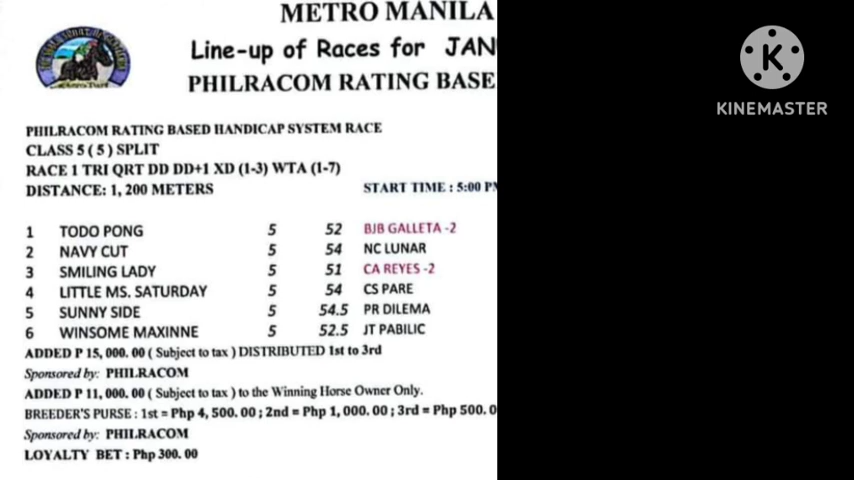 METRO MANILA
Line-up of Races for JAN
PHILRACOM RATING BASE
KINEMASTER
PHILRACOM RATING BASED HANDICAP SYSTEM RACE
CLASS 5 ( 5 ) SPLIT
RACE 1 TRI QRT DD DD+1 XD (1-3) WTA (1-7)
DISTANCE: 1, 200 METERS START TIME : 5:00 PM
1 TODO PONG 5 52 BJB GALLETA -2
2 NAVY CUT 5 54 NC LUNAR
3 SMILING LADY 5 51 CA REYES -2
4 LITTLE MS. SATURDAY 5 54 CS PARE
5 SUNNY SIDE 5 54.5 PR DILEMA
6 WINSOME MAXINNE 5 52.5 JT PABILIC
ADDED P 15, 000. 00 ( Subject to tax ) DISTRIBUTED 1st to 3rd
Sponsored by: PHILRACOM
ADDED P 11, 000. 00 ( Subject to tax ) to the Winning Horse Owner Only.
BREEDER'S PURSE : 1st = Php 4, 500. 00 ; 2nd = Php 1, 000. 00 ; 3rd = Php 500. 0
Sponsored by: PHILRACOM
LOYALTY BET : Php 300. 00